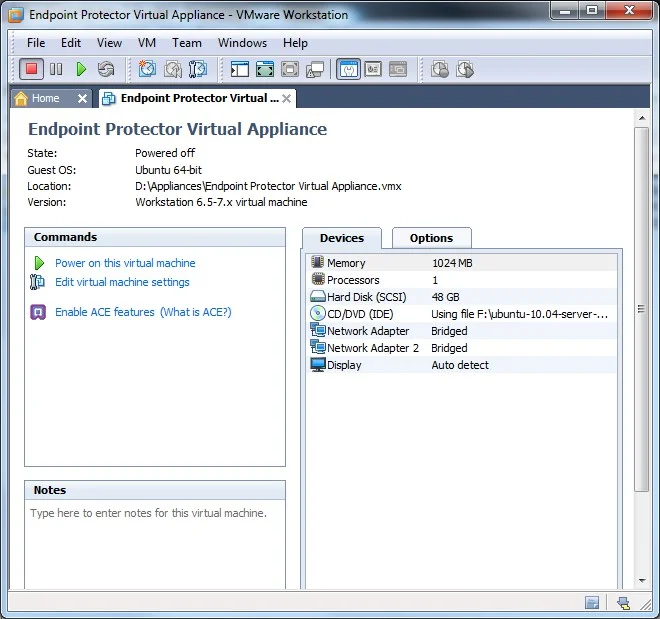 Endpoint Protector Virtual Appliance - VMware Workstation
File Edit View VM Team Windows Help
Home Endpoint Protector Virtual ...
Endpoint Protector Virtual Appliance
State: Powered off
Guest OS: Ubuntu 64-bit
Location: D:\Appliances\Endpoint Protector Virtual Appliance.vmx
Version: Workstation 6.5-7.x virtual machine
Commands
Power on this virtual machine
Edit virtual machine settings
Enable ACE features (What is ACE?)
Devices Options
Memory 1024 MB
Processors 1
Hard Disk (SCSI) 48 GB
CD/DVD (IDE) Using file F:\ubuntu-10.04-server-...
Network Adapter Bridged
Network Adapter 2 Bridged
Display Auto detect
Notes
Type here to enter notes for this virtual machine.